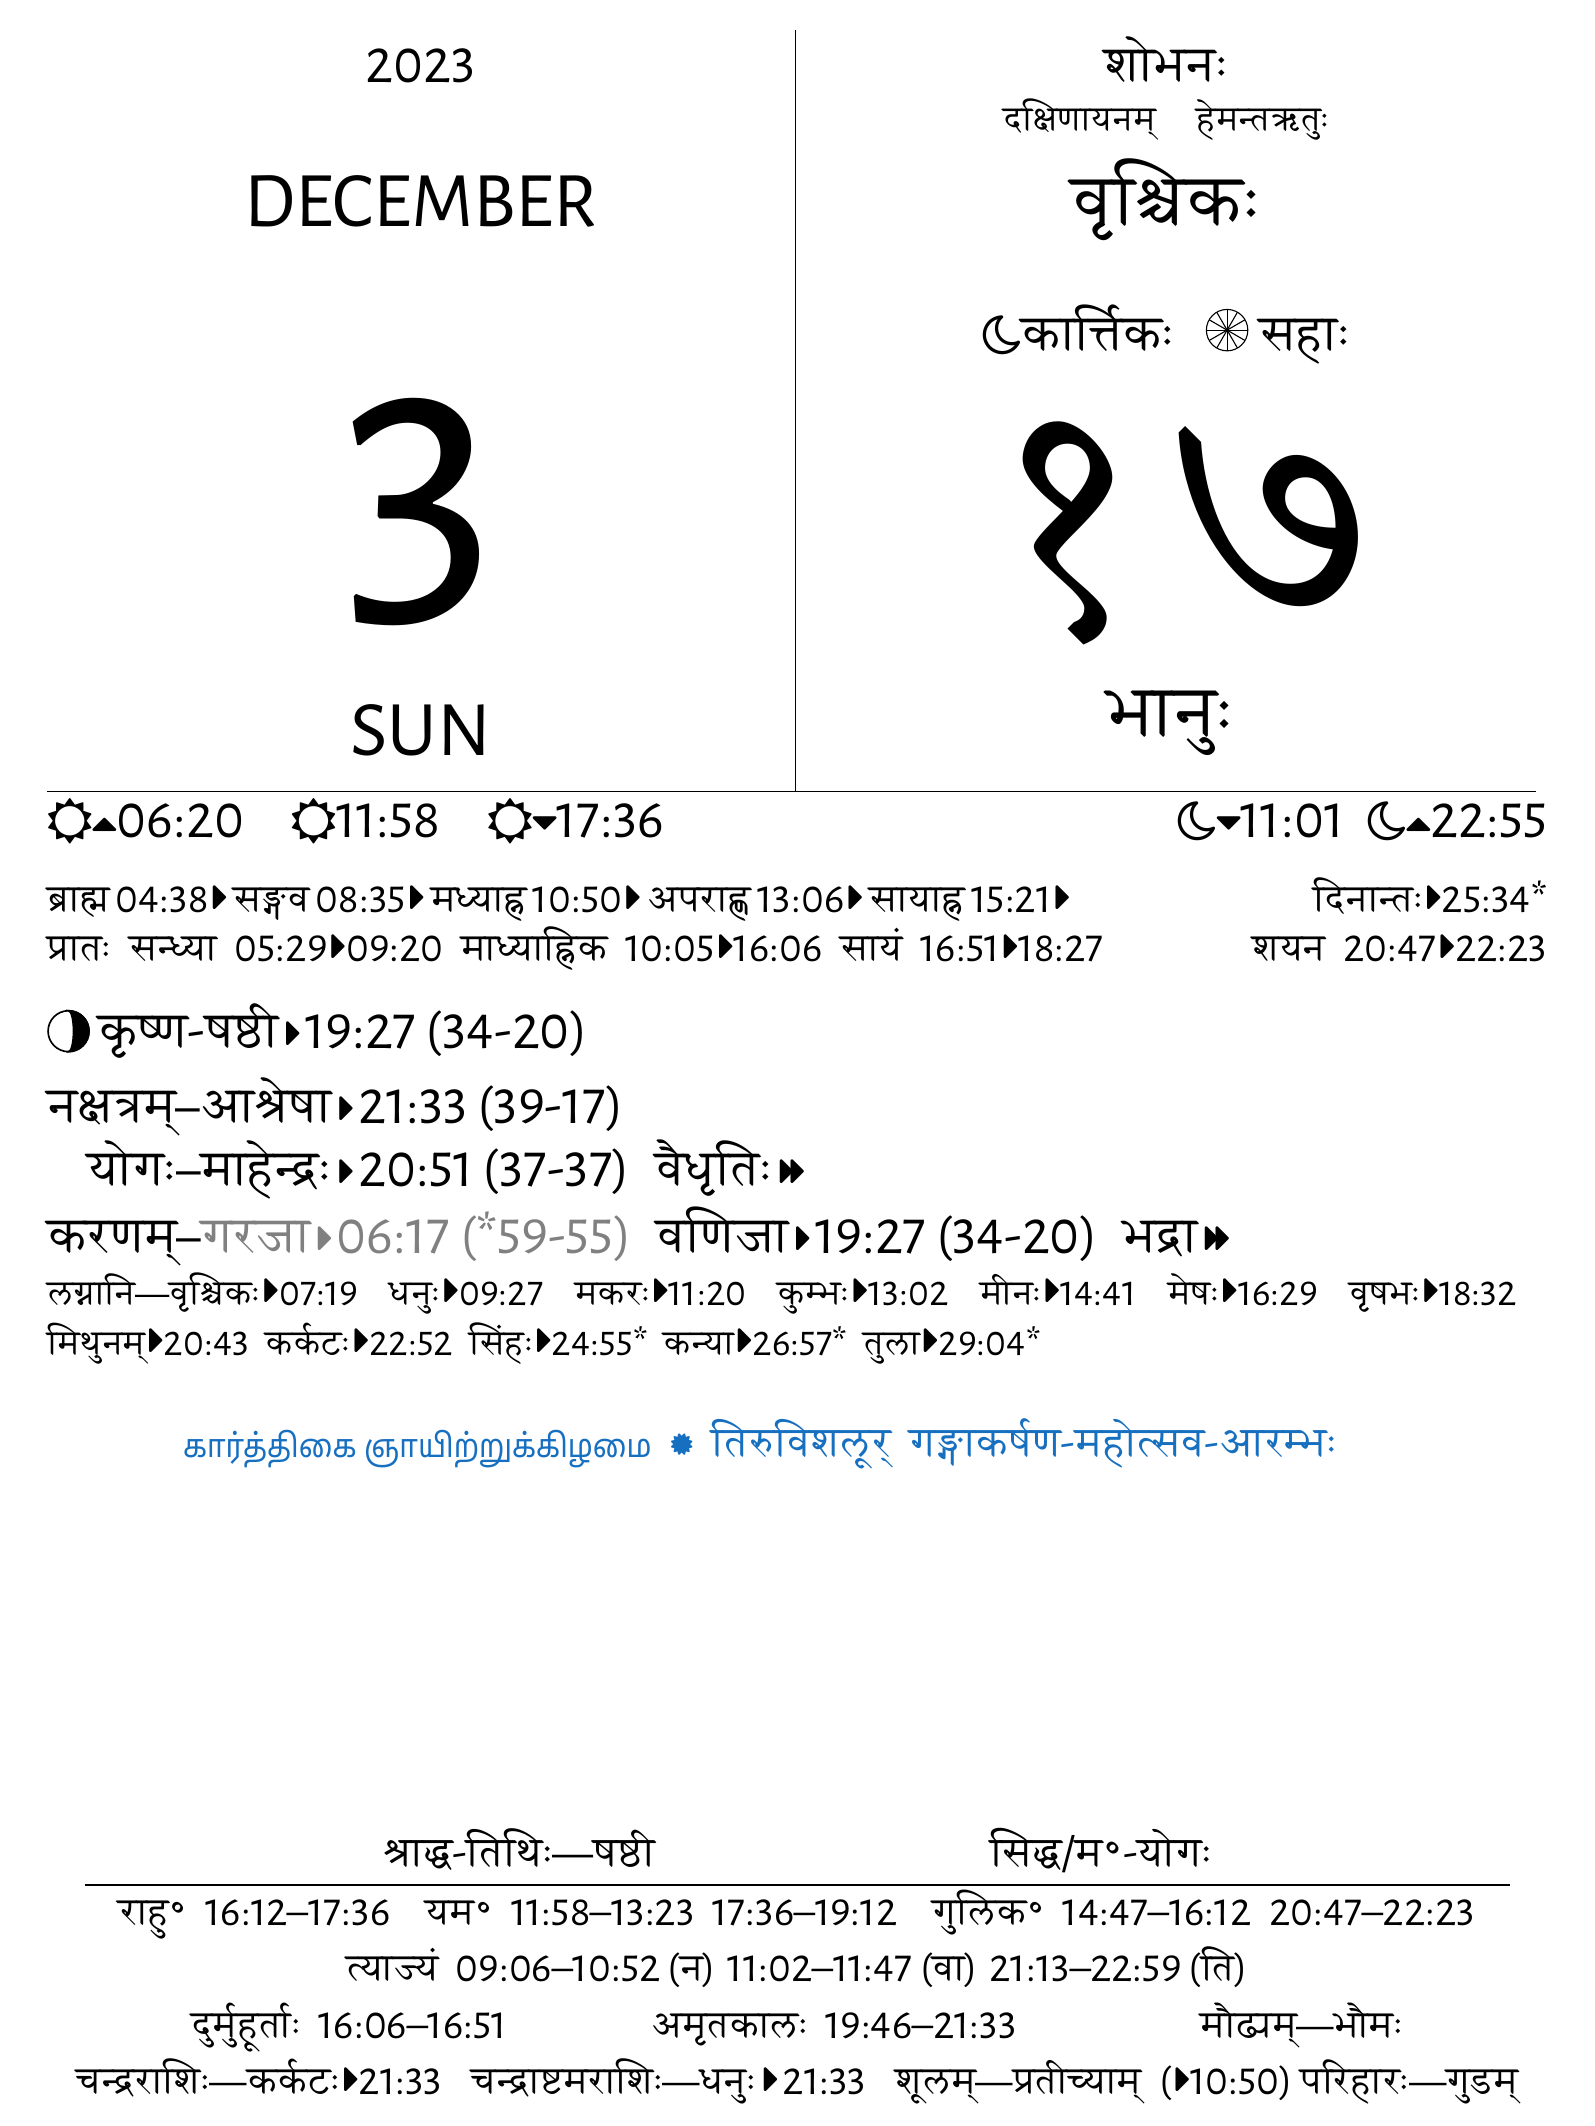 2023
DECEMBER
3
SUN
शोभनः
दक्षिणायनम् हेमन्तऋतुः
वृश्चिकः
कार्त्तिकः सहाः
१७
भानुः
06:20 11:58 17:36 11:01 22:55
ब्राह्म 04:38 सङ्गव 08:35 मध्याह्न 10:50 अपराह्ण 13:06 सायाह्न 15:21 दिनान्तः 25:34*
प्रातः सन्ध्या 05:29 09:20 माध्याह्निक 10:05 16:06 सायं 16:51 18:27 शयन 20:47 22:23
कृष्ण-षष्ठी 19:27 (34-20)
नक्षत्रम्–आश्रेषा 21:33 (39-17)
योगः–माहेन्द्रः 20:51 (37-37) वैधृतिः
करणम्–गरजा 06:17 (*59-55) वणिजा 19:27 (34-20) भद्रा
लग्नानि—वृश्चिकः 07:19 धनुः 09:27 मकरः 11:20 कुम्भः 13:02 मीनः 14:41 मेषः 16:29 वृषभः 18:32
मिथुनम् 20:43 कर्कटः 22:52 सिंहः 24:55* कन्या 26:57* तुला 29:04*
கார்த்திகை ஞாயிற்றுக்கிழமை तिरुविशलूर् गङ्गाकर्षण-महोत्सव-आरम्भः
श्राद्ध-तिथिः—षष्ठी सिद्ध/म॰-योगः
राहु॰ 16:12–17:36 यम॰ 11:58–13:23 17:36–19:12 गुलिक॰ 14:47–16:12 20:47–22:23
त्याज्यं 09:06–10:52 (न) 11:02–11:47 (वा) 21:13–22:59 (ति)
दुर्मुहूर्ताः 16:06–16:51 अमृतकालः 19:46–21:33 मौढ्यम्—भौमः
चन्द्रराशिः—कर्कटः 21:33 चन्द्राष्टमराशिः—धनुः 21:33 शूलम्—प्रतीच्याम् (10:50) परिहारः—गुडम्